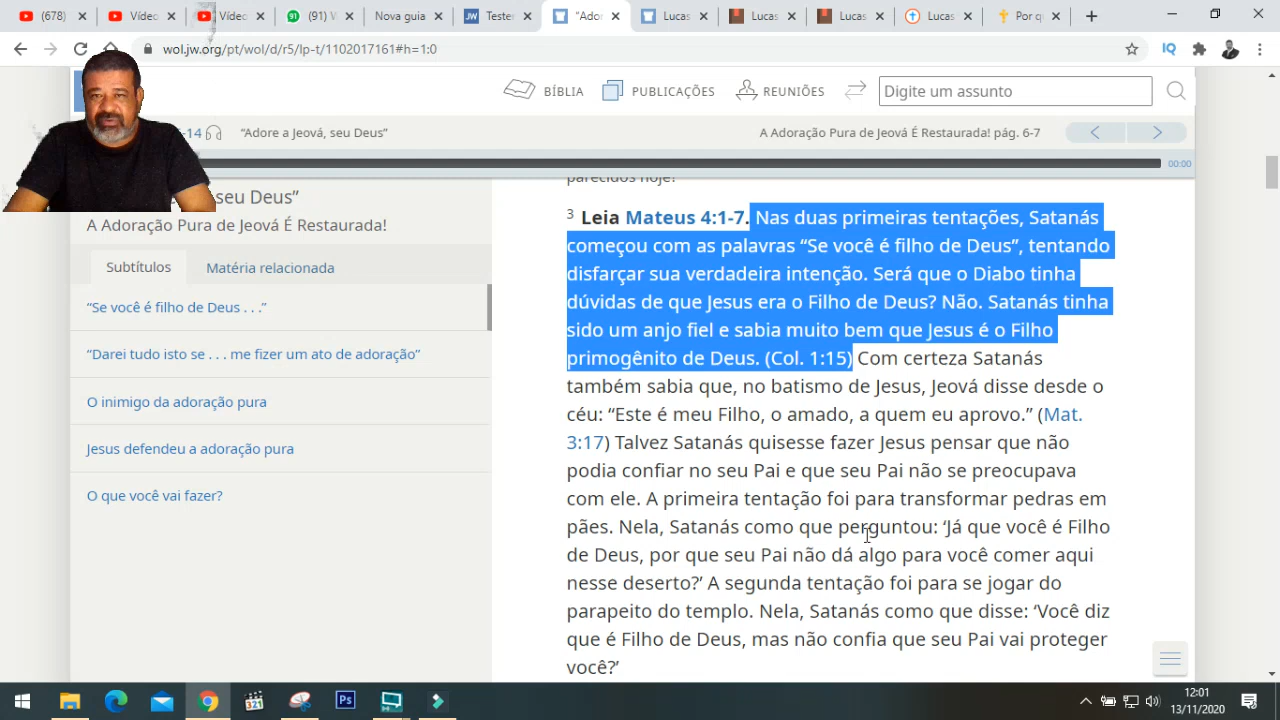 (678)
Vídeo
Vídeo
(91) W
Nova guia
Tester
“Ador
Lucas
Lucas
Lucas
Lucas
Por qu
wol.jw.org/pt/wol/d/r5/lp-t/1102017161#h=1:0
BÍBLIA
PUBLICAÇÕES
REUNIÕES
Digite um assunto
-14
“Adore a Jeová, seu Deus”
A Adoração Pura de Jeová É Restaurada! pág. 6-7
00:00
seu Deus”
A Adoração Pura de Jeová É Restaurada!
Subtítulos
Matéria relacionada
“Se você é filho de Deus . . .”
“Darei tudo isto se . . . me fizer um ato de adoração”
O inimigo da adoração pura
Jesus defendeu a adoração pura
O que você vai fazer?
parecidos hoje?
3 Leia Mateus 4:1-7. Nas duas primeiras tentações, Satanás
começou com as palavras “Se você é filho de Deus”, tentando
disfarçar sua verdadeira intenção. Será que o Diabo tinha
dúvidas de que Jesus era o Filho de Deus? Não. Satanás tinha
sido um anjo fiel e sabia muito bem que Jesus é o Filho
primogênito de Deus. (Col. 1:15) Com certeza Satanás
também sabia que, no batismo de Jesus, Jeová disse desde o
céu: “Este é meu Filho, o amado, a quem eu aprovo.” (Mat.
3:17) Talvez Satanás quisesse fazer Jesus pensar que não
podia confiar no seu Pai e que seu Pai não se preocupava
com ele. A primeira tentação foi para transformar pedras em
pães. Nela, Satanás como que perguntou: ‘Já que você é Filho
de Deus, por que seu Pai não dá algo para você comer aqui
nesse deserto?’ A segunda tentação foi para se jogar do
parapeito do templo. Nela, Satanás como que disse: ‘Você diz
que é Filho de Deus, mas não confia que seu Pai vai proteger
você?’
12:01
13/11/2020